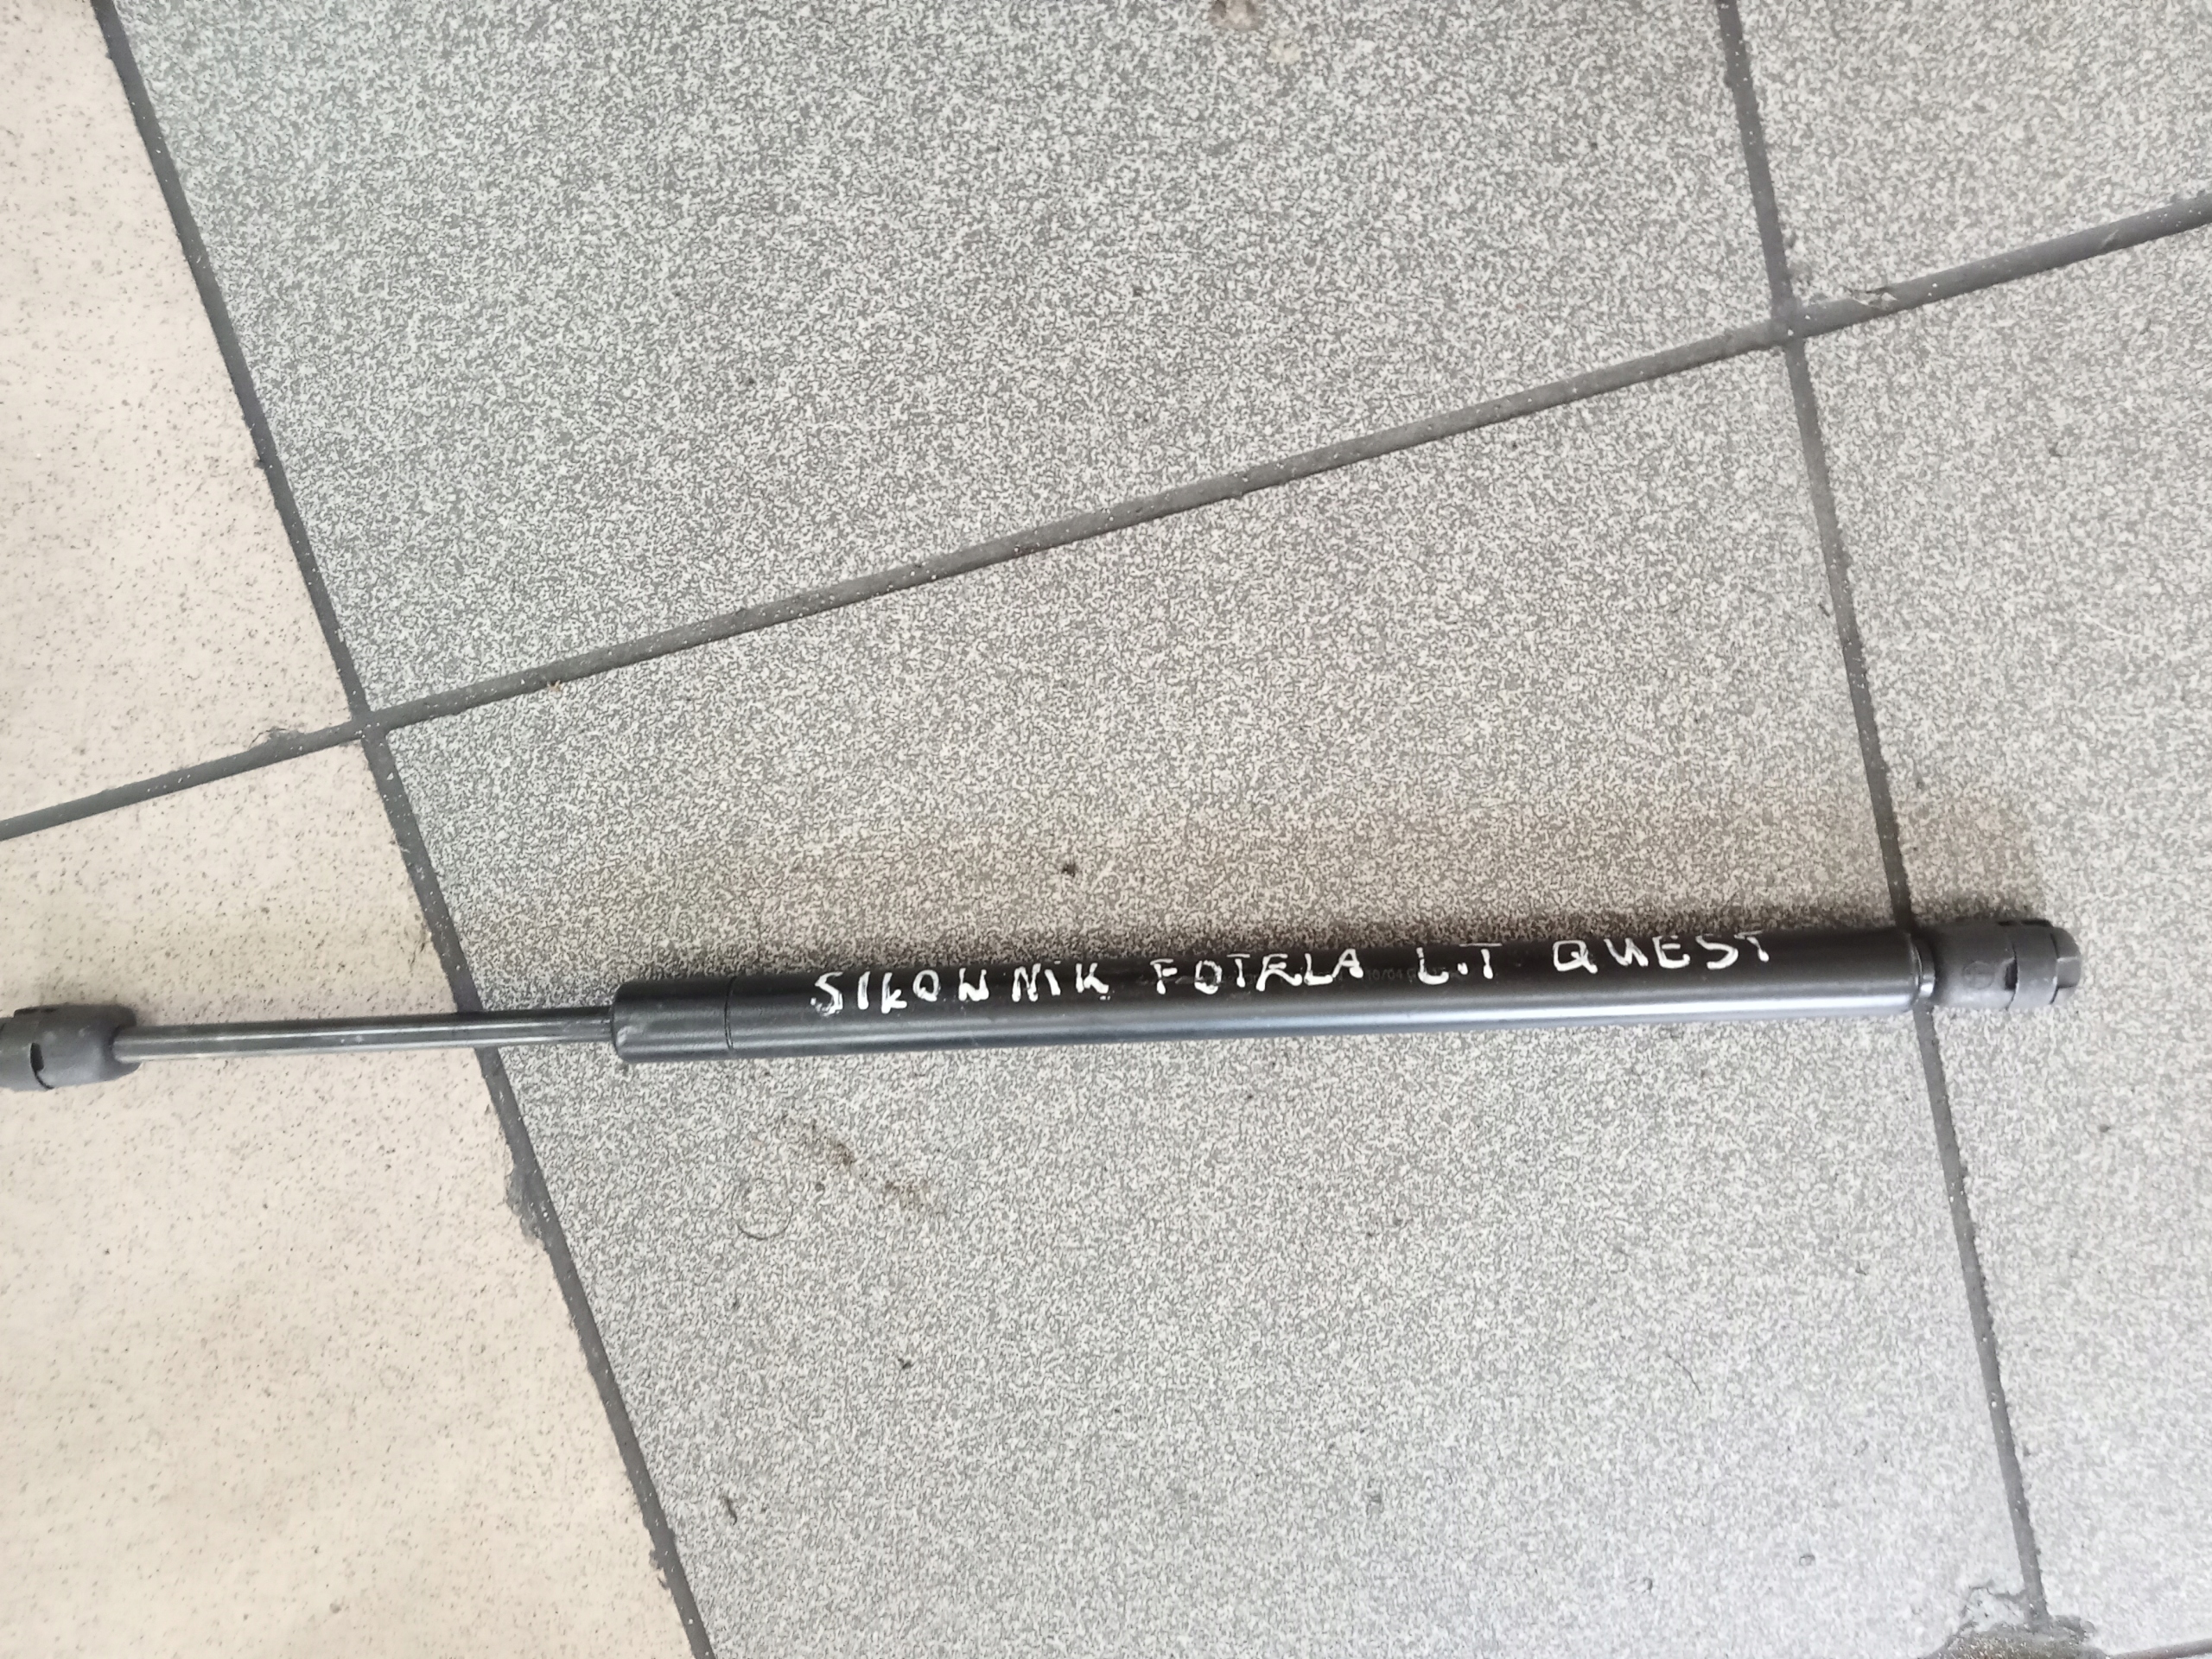 SIŁOWNIK FOTELA L.T QUEST